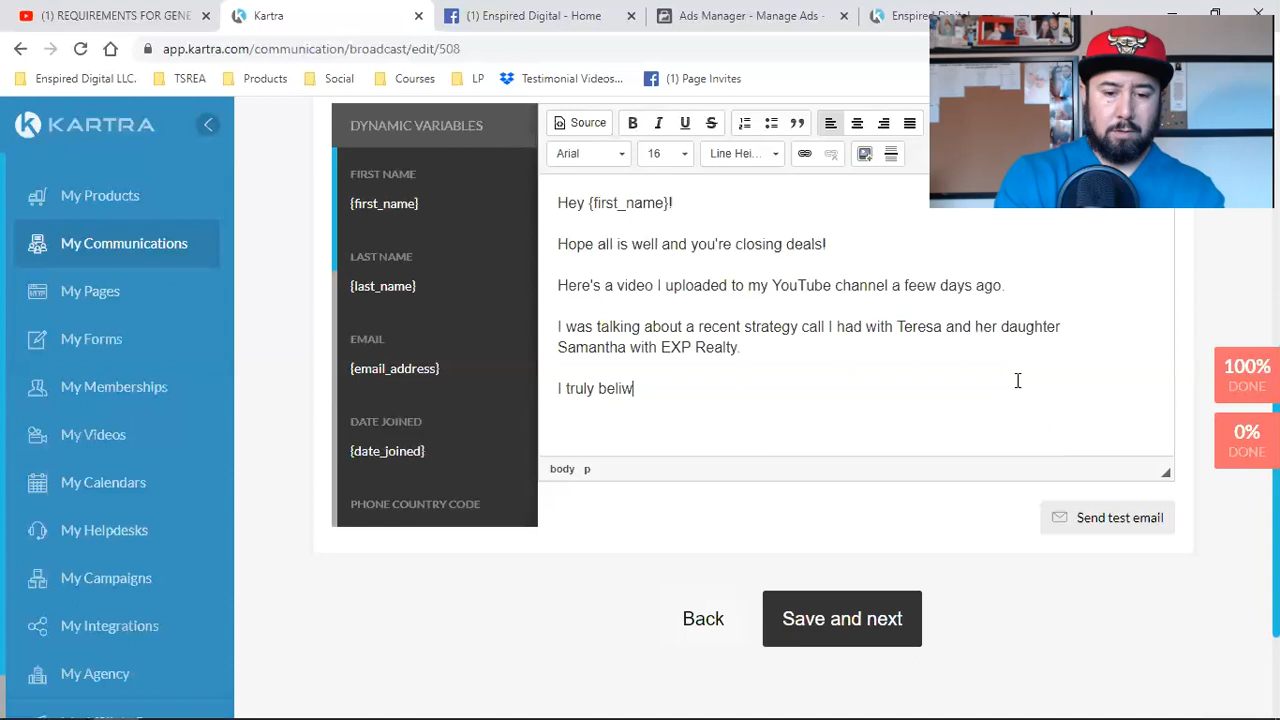 (1) REQUIREMENTS FOR GENE
Kartra
(1) Enspired Digital - Home
Ads Manager - Manage Ads -
Enspired Digital
app.kartra.com/communication/broadcast/edit/508
Enspired Digital LLC.
TSREA
Products
Social
Courses
LP
Testimonial Videos...
(1) Page Invites
KARTRA
My Products
My Communications
My Pages
My Forms
My Memberships
My Videos
My Calendars
My Helpdesks
My Campaigns
My Integrations
My Agency
DYNAMIC VARIABLES
FIRST NAME
{first_name}
LAST NAME
{last_name}
EMAIL
{email_address}
DATE JOINED
{date_joined}
PHONE COUNTRY CODE
Source
B I U S
Arial
16
Line Hei...
Hey {first_name}!
Hope all is well and you're closing deals!
Here's a video I uploaded to my YouTube channel a feew days ago.
I was talking about a recent strategy call I had with Teresa and her daughter
Samantha with EXP Realty.
I truly beliw
body p
Send test email
Back
Save and next
100%
DONE
0%
DONE